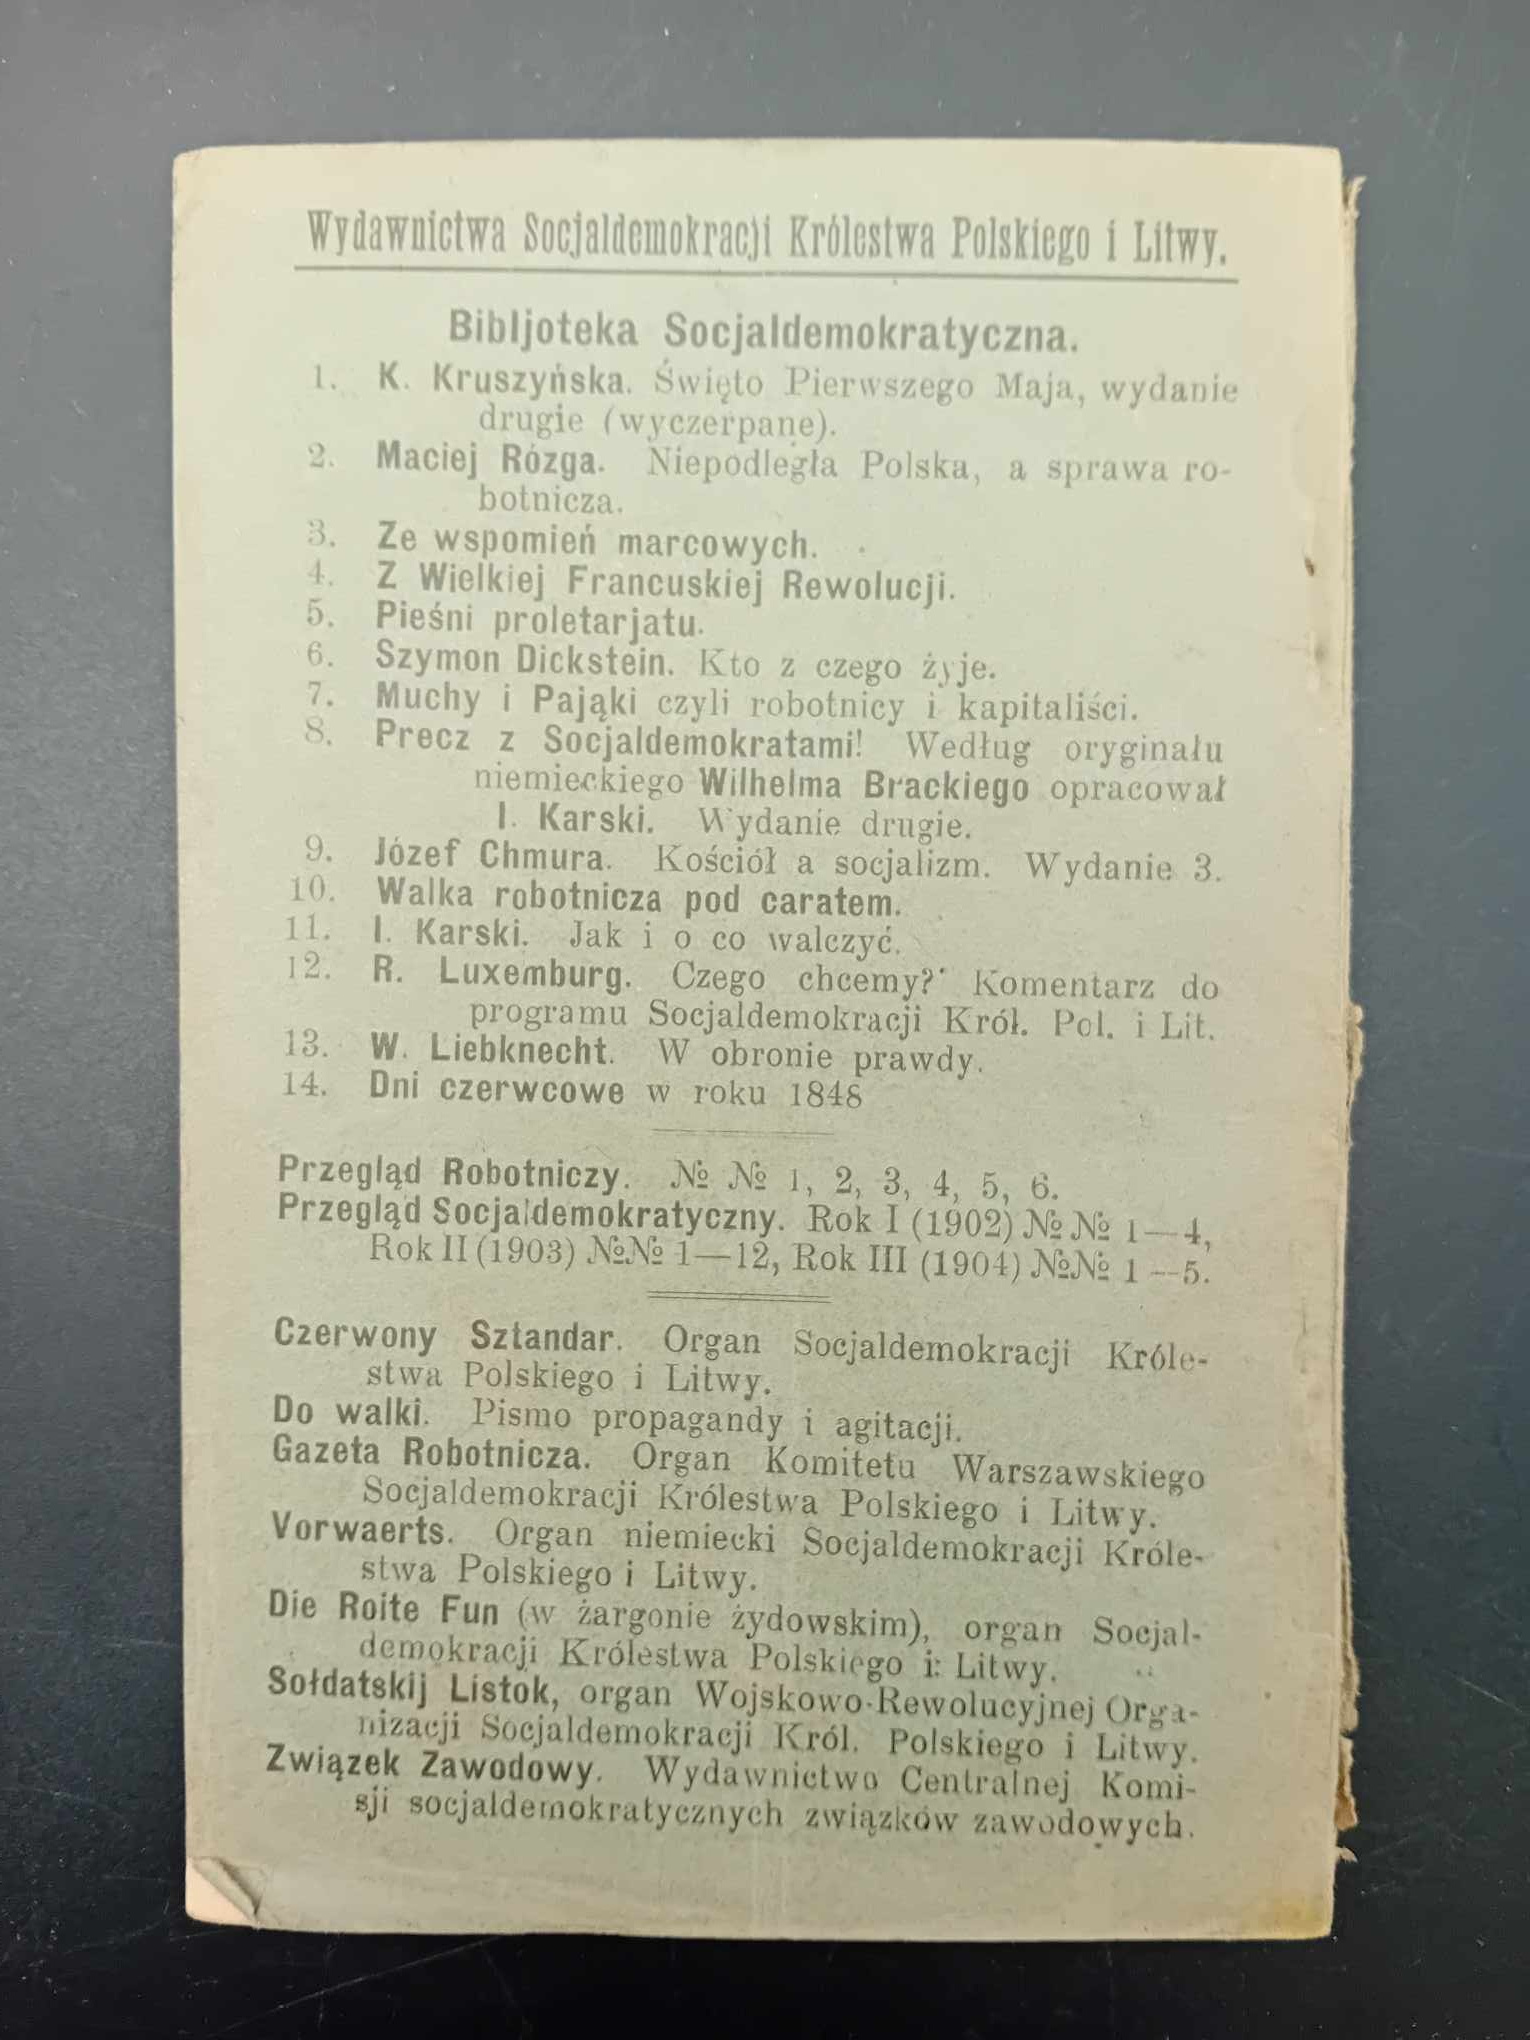 Wydawnictwa Socjaldemokracji Królestwa Polskiego i Litwy.
Bibljoteka Socjaldemokratyczna.
1. K. Kruszyńska. Święto Pierwszego Maja, wydanie
drugie (wyczerpane).
2. Maciej Rózga. Niepodległa Polska, a sprawa ro-
botnicza.
3. Ze wspomień marcowych.
4. Z Wielkiej Francuskiej Rewolucji.
5. Pieśni proletarjatu.
6. Szymon Dickstein. Kto z czego żyje.
7. Muchy i Pająki czyli robotnicy i kapitaliści.
8. Precz z Socjaldemokratami! Według oryginału
niemieckiego Wilhelma Brackiego opracował
I. Karski. Wydanie drugie.
9. Józef Chmura. Kościół a socjalizm. Wydanie 3.
10. Walka robotnicza pod caratem.
11. I. Karski. Jak i o co walczyć.
12. R. Luxemburg. Czego chcemy? Komentarz do
programu Socjaldemokracji Król. Pol. i Lit.
13. W. Liebknecht. W obronie prawdy.
14. Dni czerwcowe w roku 1848
Przegląd Robotniczy. № № 1, 2, 3, 4, 5, 6.
Przegląd Socjaldemokratyczny. Rok I (1902) № № 1—4,
Rok II (1903) №№ 1—12, Rok III (1904) №№ 1—5.
Czerwony Sztandar. Organ Socjaldemokracji Króle-
stwa Polskiego i Litwy.
Do walki. Pismo propagandy i agitacji.
Gazeta Robotnicza. Organ Komitetu Warszawskiego
Socjaldemokracji Królestwa Polskiego i Litwy.
Vorwaerts. Organ niemiecki Socjaldemokracji Króle-
stwa Polskiego i Litwy.
Die Roite Fun (w żargonie żydowskim), organ Socjal-
demokracji Królestwa Polskiego i: Litwy.
Sołdatskij Listok, organ Wojskowo-Rewolucyjnej Orga-
nizacji Socjaldemokracji Król. Polskiego i Litwy.
Związek Zawodowy. Wydawnictwo Centralnej Komi-
sji socjaldemokratycznych związków zawodowych.